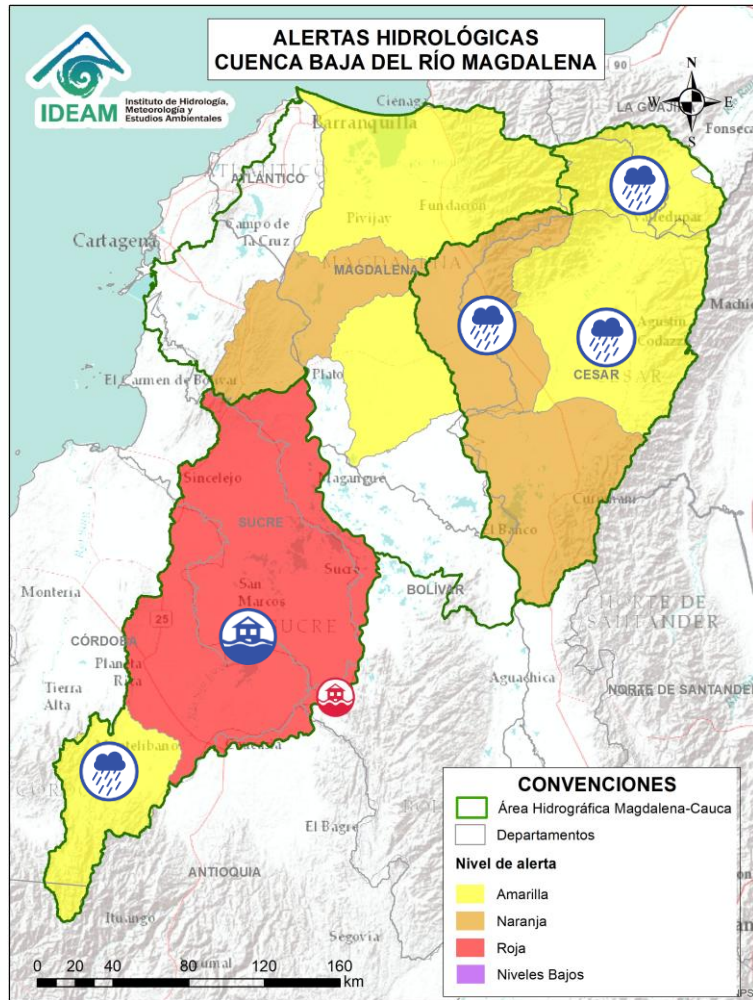 ALERTAS HIDROLÓGICAS
CUENCA BAJA DEL RÍO MAGDALENA
IDEAM
Instituto de Hidrología,
Meteorología y
Estudios Ambientales
N
W E
S
90
LA GUAJI
Fonseca
Ciénaga
Barranquilla
ATLÁNTICO
Valledupar
Cartagena
Campo de
la Cruz
Pivijay
Fundación
MAGDALENA
Agustín
Codazzi
CESAR
El Carmen de Bolívar
Plato
Sincelejo
Magangue
SUCRE
El Banco
Sucre
San
Marcos
SUCRE
BOLÍVAR
NORTE DE
SANTANDER
Montería
25
CÓRDOBA
Planeta
Rica
Tierra
Alta
Aguachica
NORTE DE SANTANDER
Montelíbano
El Bagre
ANTIOQUIA
Ituango
Segovia
0 20 40 80 120 160
km
CONVENCIONES
Área Hidrográfica Magdalena-Cauca
Departamentos
Nivel de alerta
Amarilla
Naranja
Roja
Niveles Bajos